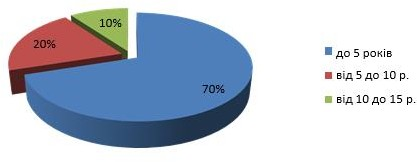 10%
20%
70%
до 5 років
від 5 до 10 р.
від 10 до 15 р.